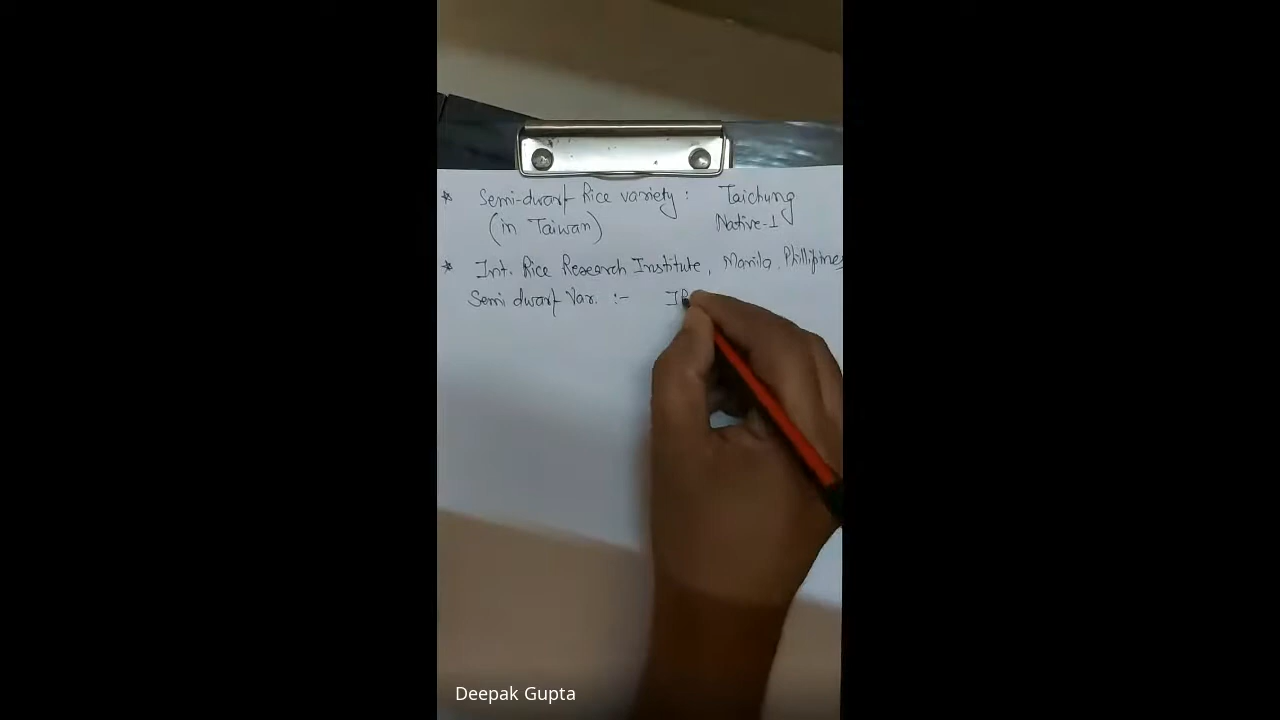 * Semi-dwarf Rice variety : Taichung
(in Taiwan) Native-1
* Int. Rice Research Institute, Manila, Phillipines
Semi dwarf Var. :- IR
Deepak Gupta